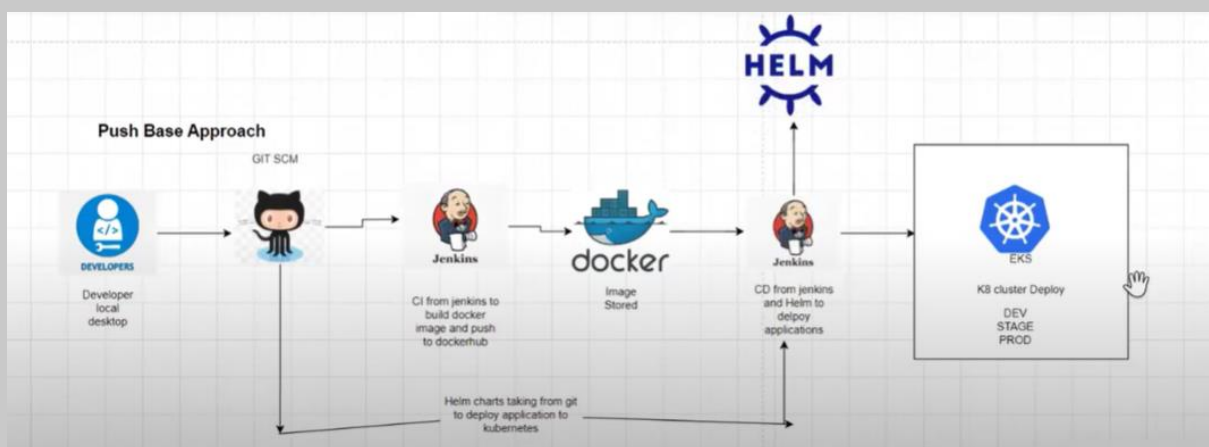 HELM
Push Base Approach
GIT SCM
DEVELOPERS
Developer
local
desktop
Jenkins
CI from jenkins to
build docker
image and push
to dockerhub
docker
Image
Stored
Jenkins
CD from jenkins
and Helm to
delpoy
applications
EKS
K8 cluster Deploy
DEV
STAGE
PROD
Helm charts taking from git
to deploy application to
kubernetes